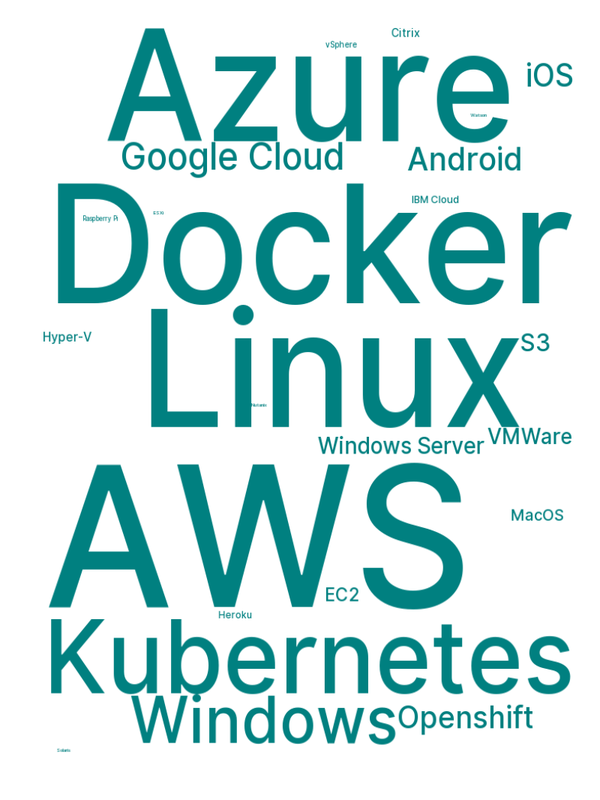 Citrix
vSphere
Azure
iOS
Google Cloud
Android
IBM Cloud
Raspberry Pi
Docker
Linux
Hyper-V
S3
VMWare
Windows Server
AWS
MacOS
EC2
Heroku
Kubernetes
Windows
Openshift
Solaris